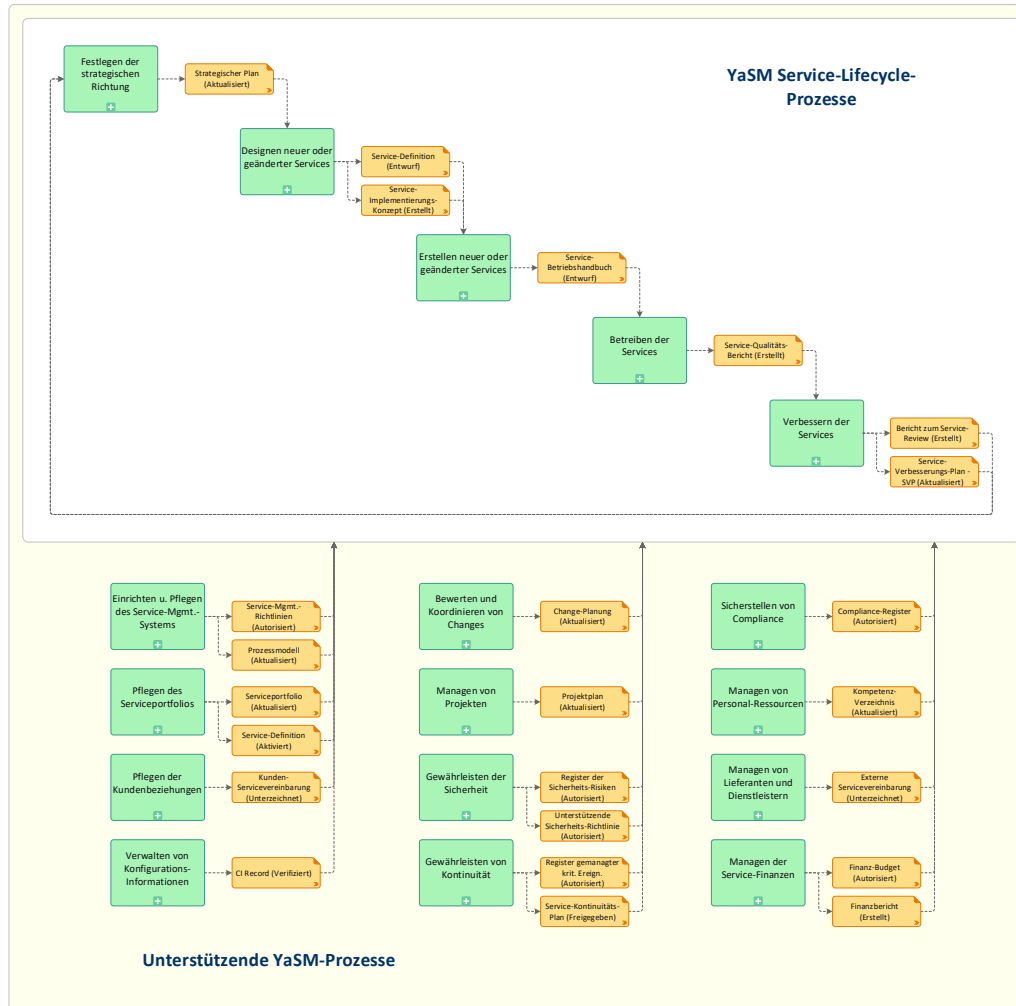 YaSM Service-Lifecycle-
Prozesse
Festlegen der
strategischen
Richtung
Strategischer Plan
(Aktualisiert)
Designen neuer oder
geänderter Services
Service-Definition
(Entwurf)
Service-
Implementierungs-
Konzept (Erstellt)
Erstellen neuer oder
geänderter Services
Service-
Betriebshandbuch
(Entwurf)
Betreiben der
Services
Service-Qualitäts-
Bericht (Erstellt)
Verbessern der
Services
Bericht zum Service-
Review (Erstellt)
Service-
Verbesserungs-Plan -
SVP (Aktualisiert)
Einrichten u. Pflegen
des Service-Mgmt.-
Systems
Service-Mgmt.-
Richtlinien
(Autorisiert)
Prozessmodell
(Aktualisiert)
Pflegen des
Serviceportfolios
Serviceportfolio
(Aktualisiert)
Service-Definition
(Aktiviert)
Pflegen der
Kundenbeziehungen
Kunden-
Servicevereinbarung
(Unterzeichnet)
Verwalten von
Konfigurations-
Informationen
CI Record (Verifiziert)
Bewerten und
Koordinieren von
Changes
Change-Planung
(Aktualisiert)
Managen von
Projekten
Projektplan
(Aktualisiert)
Gewährleisten der
Sicherheit
Register der
Sicherheits-Risiken
(Autorisiert)
Unterstützende
Sicherheits-Richtlinie
(Autorisiert)
Gewährleisten von
Kontinuität
Register gemanagter
krit. Ereign.
(Autorisiert)
Service-Kontinuitäts-
Plan (Freigegeben)
Sicherstellen von
Compliance
Compliance-Register
(Autorisiert)
Managen von
Personal-Ressourcen
Kompetenz-
Verzeichnis
(Aktualisiert)
Managen von
Lieferanten und
Dienstleistern
Externe
Servicevereinbarung
(Unterzeichnet)
Managen der
Service-Finanzen
Finanz-Budget
(Autorisiert)
Finanzbericht
(Erstellt)
Unterstützende YaSM-Prozesse